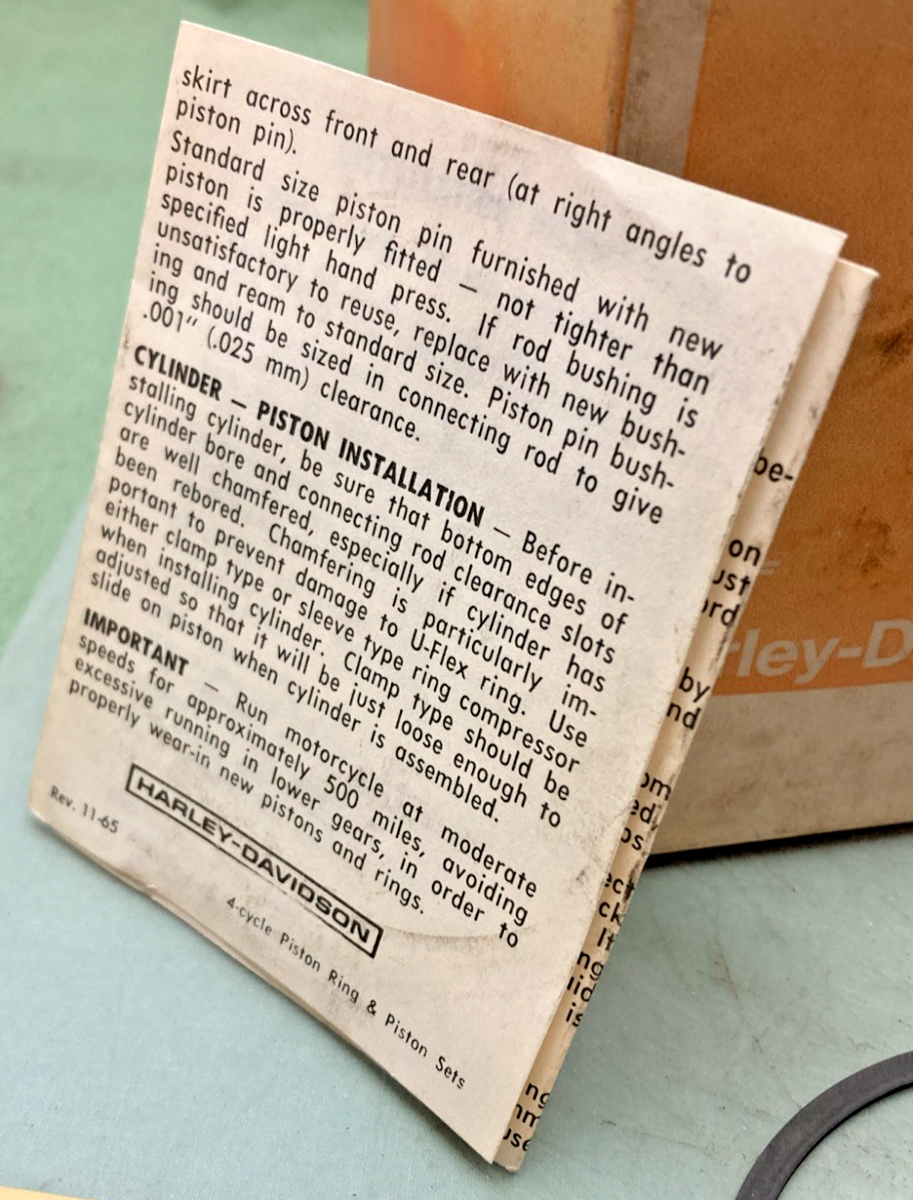 skirt across front and rear (at right angles to
piston pin).
Standard size piston pin furnished with new
piston is properly fitted — not tighter than
specified light hand press. If rod bushing is
unsatisfactory to reuse, replace with new bush-
ing and ream to standard size. Piston pin bush-
ing should be sized in connecting rod to give
.001" (.025 mm) clearance.
CYLINDER — PISTON INSTALLATION — Before in-
stalling cylinder, be sure that bottom edges of
cylinder bore and connecting rod clearance slots
are well chamfered, especially if cylinder has
been rebored. Chamfering is particularly im-
portant to prevent damage to U-Flex ring. Use
either clamp type or sleeve type ring compressor
when installing cylinder. Clamp type should be
adjusted so that it will be just loose enough to
slide on piston when cylinder is assembled.
IMPORTANT — Run motorcycle at moderate
speeds for approximately 500 miles, avoiding
excessive running in lower gears, in order to
properly wear-in new pistons and rings.
Rev. 11-65
HARLEY-DAVIDSON
4-cycle Piston Ring & Piston Sets
be-
on
by
rley-D